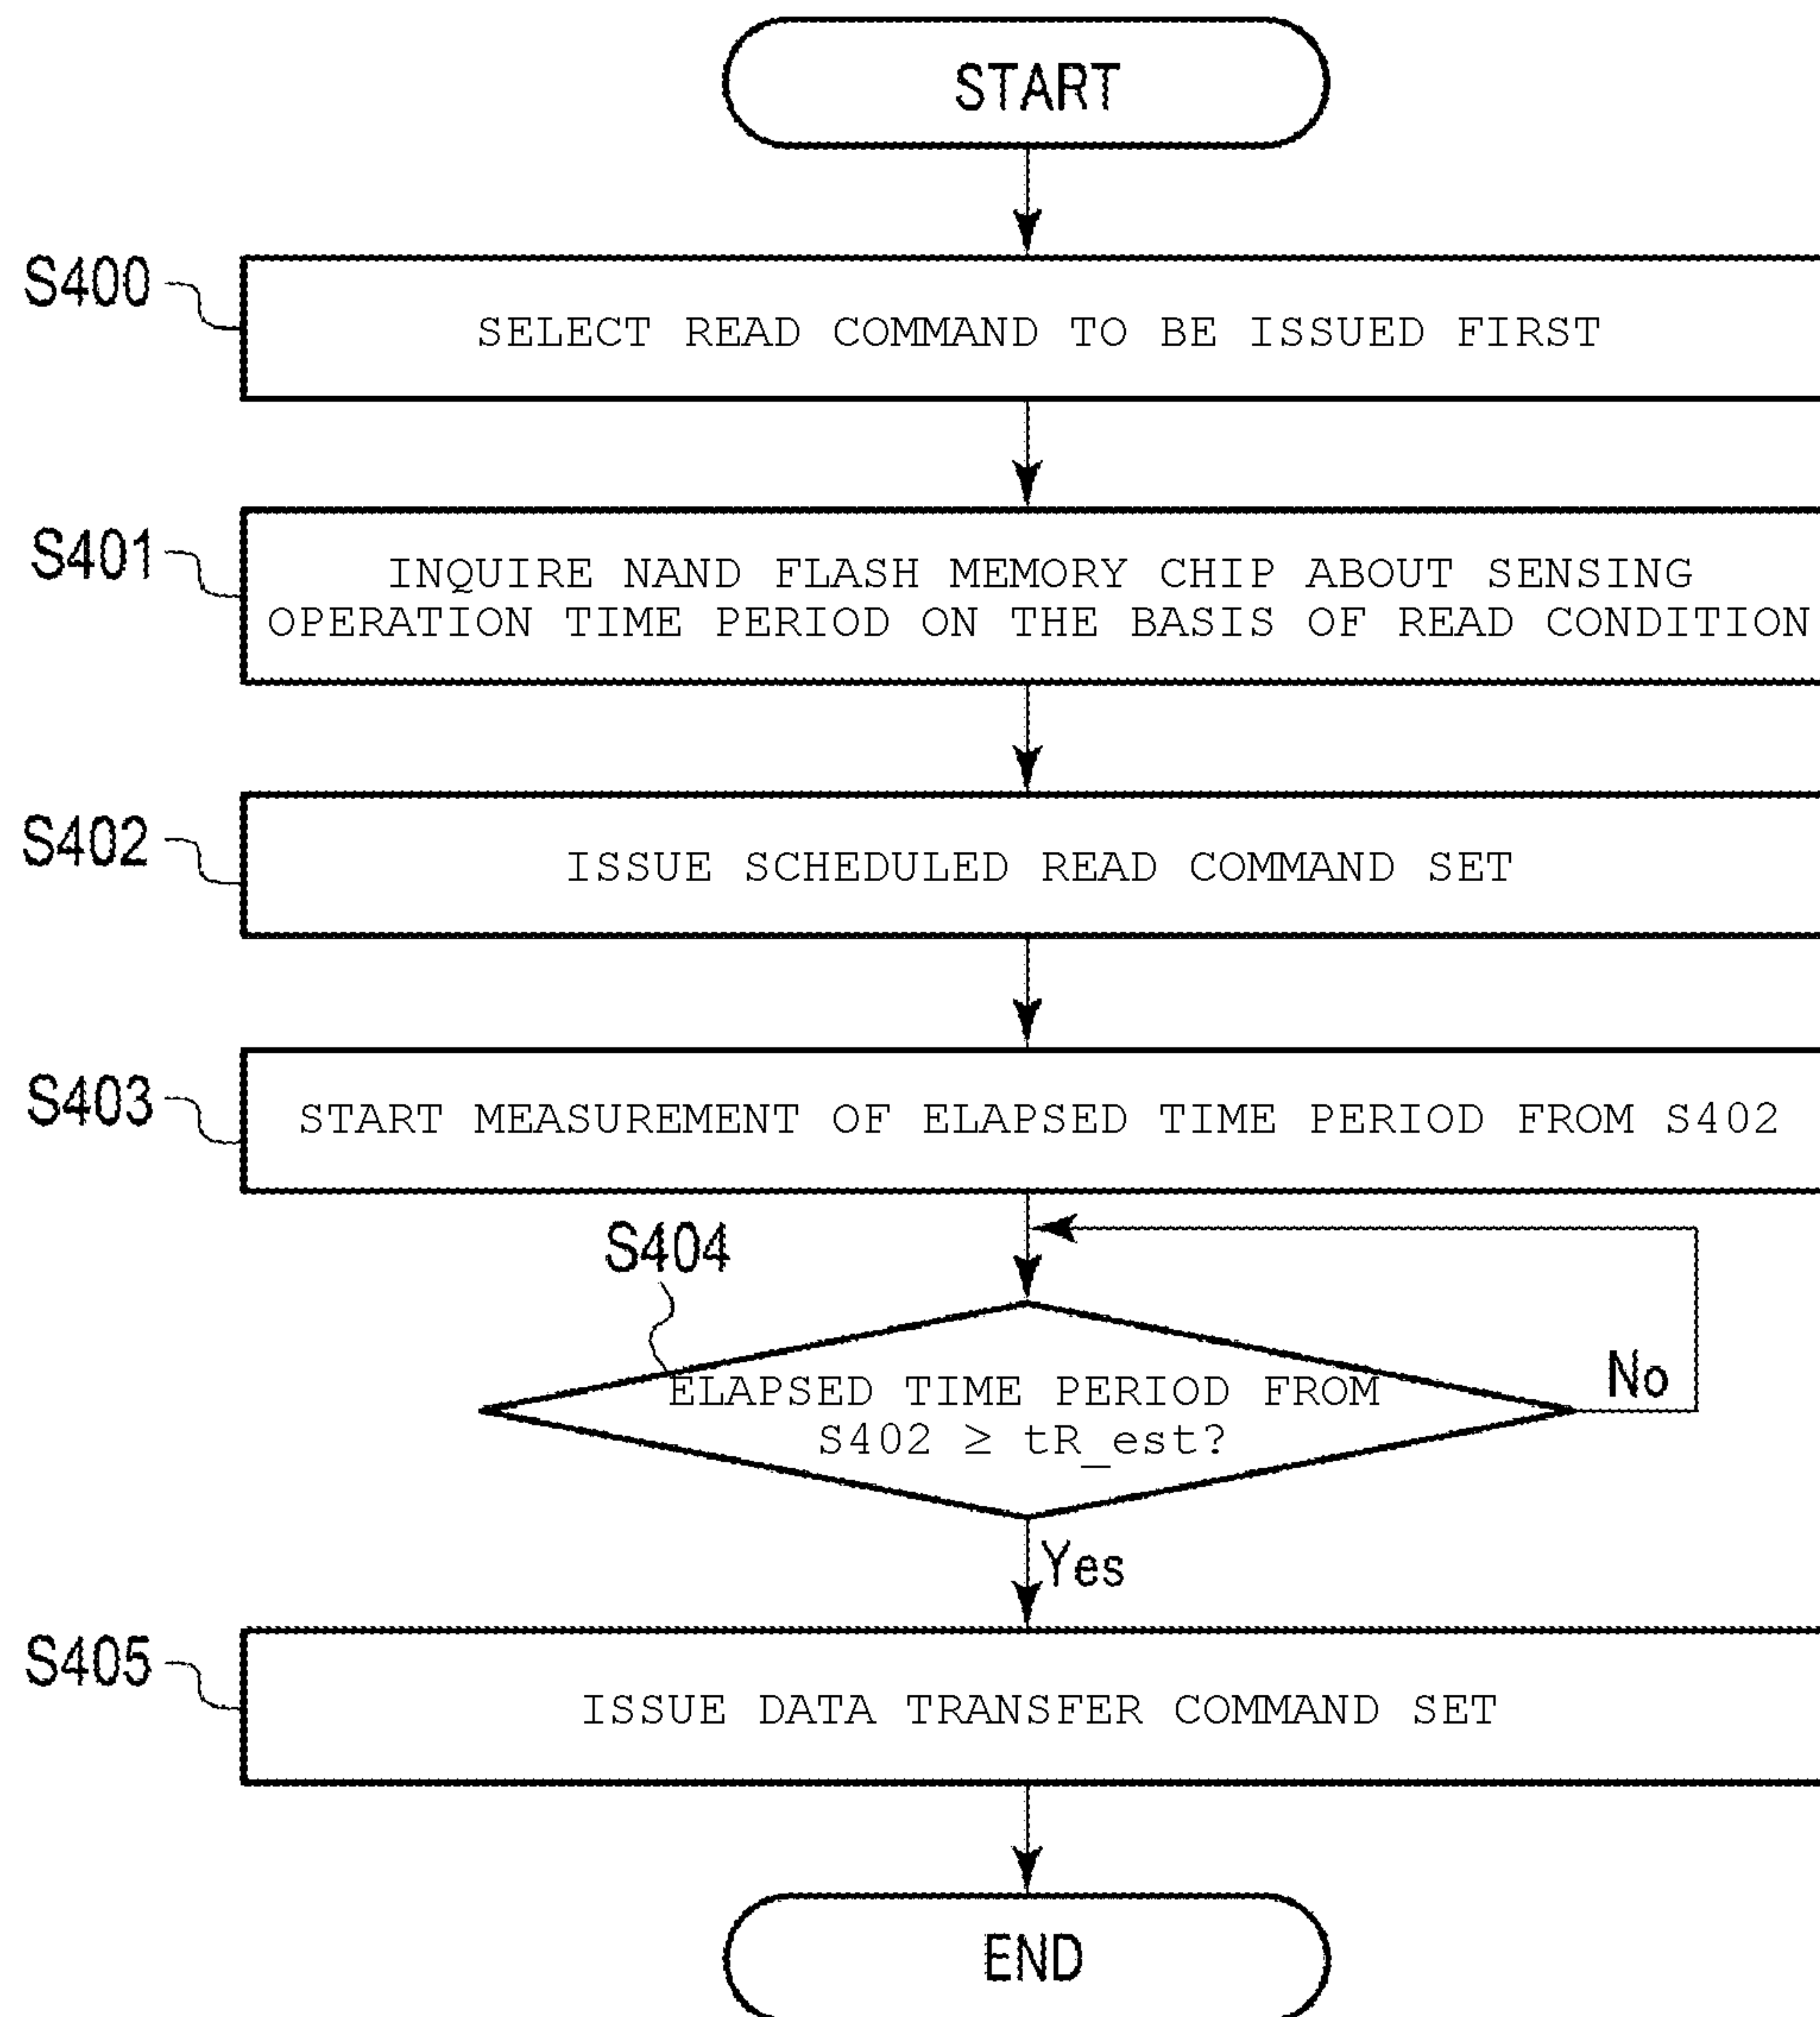 START
S400
SELECT READ COMMAND TO BE ISSUED FIRST
S401
INQUIRE NAND FLASH MEMORY CHIP ABOUT SENSING
OPERATION TIME PERIOD ON THE BASIS OF READ CONDITION
S402
ISSUE SCHEDULED READ COMMAND SET
S403
START MEASUREMENT OF ELAPSED TIME PERIOD FROM S402
S404
ELAPSED TIME PERIOD FROM
S402 ≥ tR_est?
No
Yes
S405
ISSUE DATA TRANSFER COMMAND SET
END